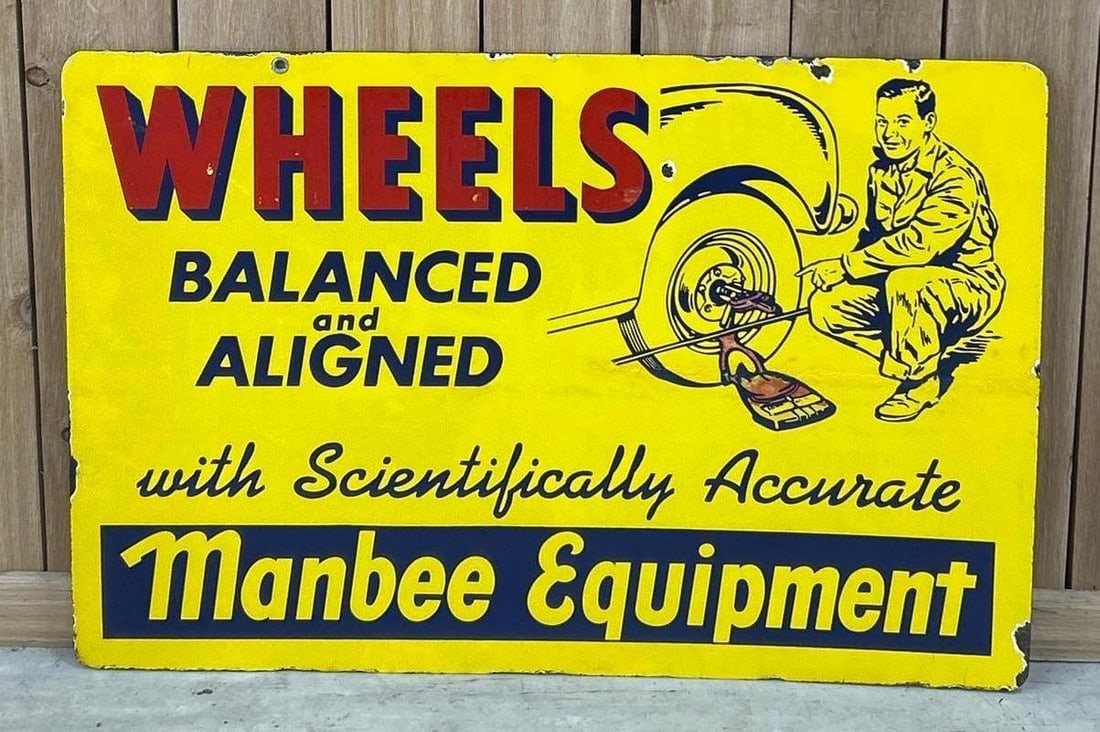 WHEELS
BALANCED
and
ALIGNED
with Scientifically Accurate
Manbee Equipment